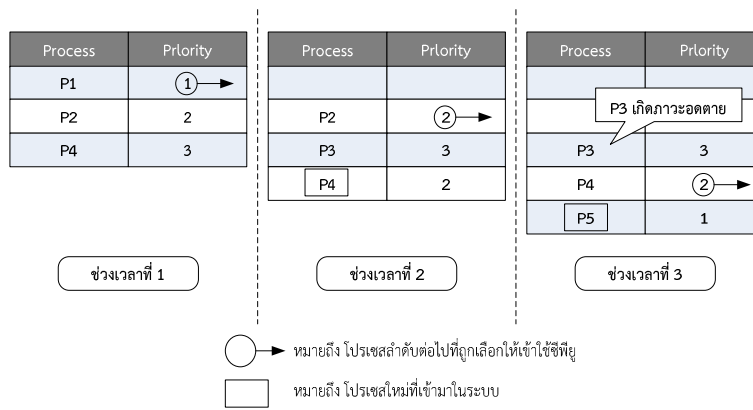 Process Prlority
P1 1
P2 2
P4 3
ช่วงเวลาที่ 1
Process Prlority
P2 2
P3 3
P4 2
ช่วงเวลาที่ 2
Process Prlority
P3 เกิดภาวะอดตาย
P3 3
P4 2
P5 1
ช่วงเวลาที่ 3
หมายถึง โปรเซสลำดับต่อไปที่ถูกเลือกให้เข้าใช้ซีพียู
หมายถึง โปรเซสใหม่ที่เข้ามาในระบบ